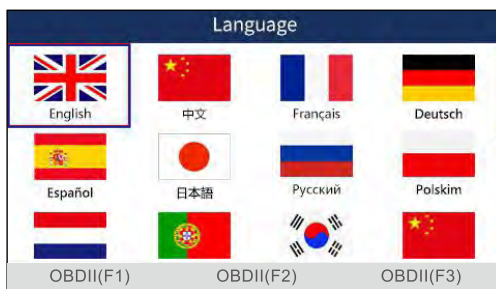 Language
English 中文 Français Deutsch
Español 日本語 Русский Polskim
OBDII(F1) OBDII(F2) OBDII(F3)